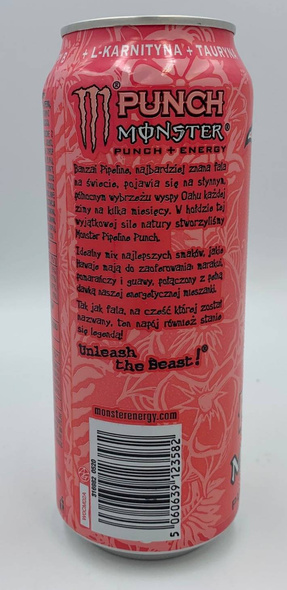 + L-KARNITYNA + TAURYNA
PUNCH
MONSTER®
PUNCH + ENERGY
Banzai Pipeline, najbardziej znana fala
na świecie, pojawia się na słynnym,
północnym wybrzeżu wyspy Oahu każdej
zimy na kilka miesięcy. W hołdzie tej
wyjątkowej sile natury stworzyliśmy
Monster Pipeline Punch.
Idealny mix najlepszych smaków, jakie
Hawaje mają do zaoferowania: marakui,
pomarańczy i guawy, połączony z pełną
dawką naszej energetycznej mieszanki.
Tak jak fala, na cześć której został
nazwany, ten napój również stanie
się legendą!
Unleash
the Beast!®
monsterenergy.com
5 060639 123582